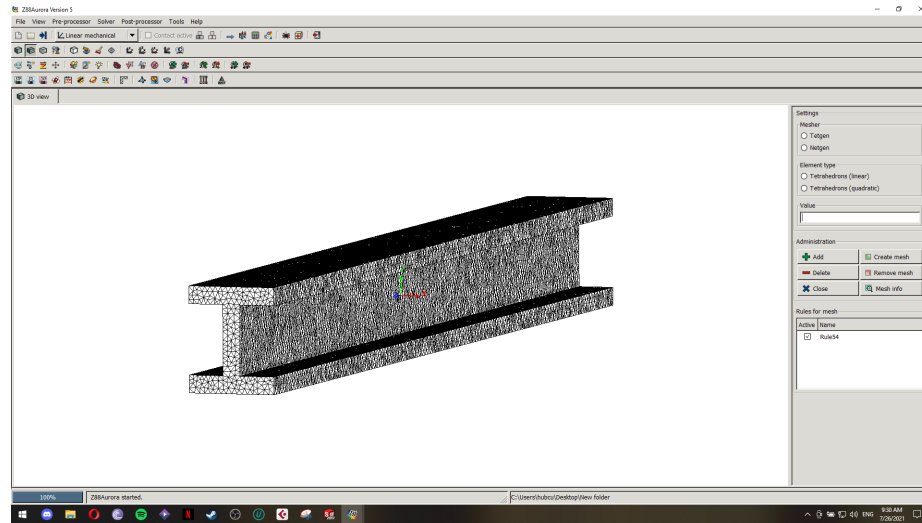 Z88Aurora Version 5
File View Pre-processor Solver Post-processor Tools Help
Linear mechanical Contact active
3D view
Settings
Mesher
Tetgen
Netgen
Element type
Tetrahedrons (linear)
Tetrahedrons (quadratic)
Value
Administration
Add Create mesh
Delete Remove mesh
Close Mesh info
Rules for mesh
Active Name
Rule54
100% Z88Aurora started. C:\Users\hubcu\Desktop\New folder
ENG 9:30 AM
7/26/2021